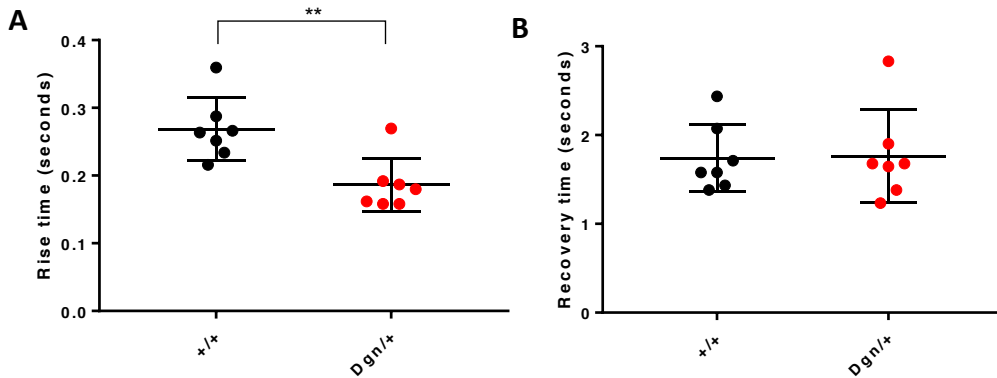 A
**
Rise time (seconds)
0.4
0.3
0.2
0.1
0.0
+/+
Dgn/+
B
Recovery time (seconds)
3
2
1
0
+/+
Dgn/+